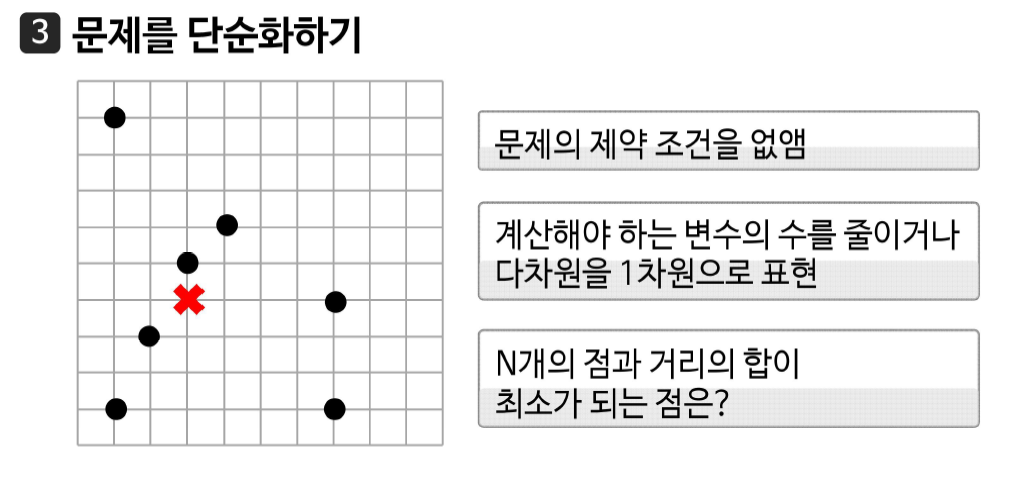 3 문제를 단순화하기
문제의 제약 조건을 없앰
계산해야 하는 변수의 수를 줄이거나
다차원을 1차원으로 표현
N개의 점과 거리의 합이
최소가 되는 점은?